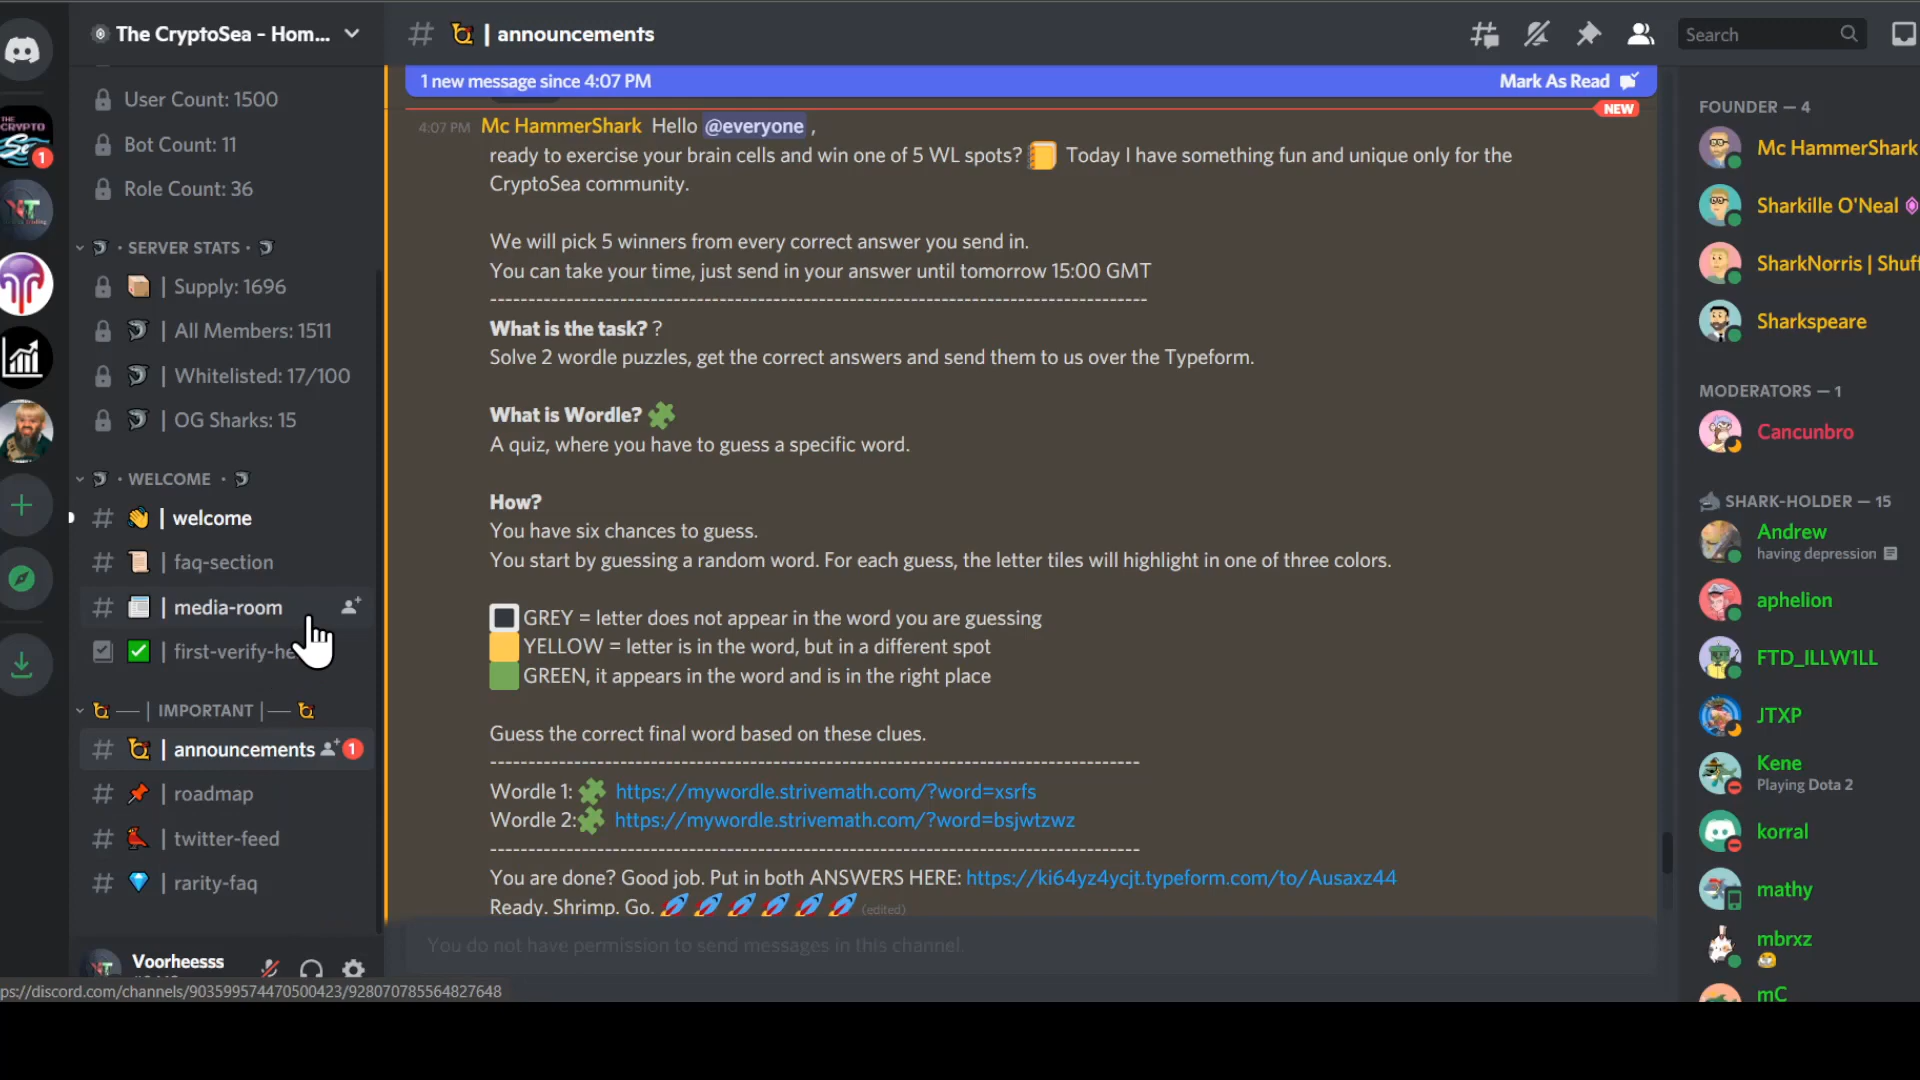 The CryptoSea - Hom...
User Count: 1500
Bot Count: 11
Role Count: 36
· SERVER STATS ·
| Supply: 1696
| All Members: 1511
| Whitelisted: 17/100
| OG Sharks: 15
· WELCOME ·
| welcome
| faq-section
| media-room
| first-verify-he
| IMPORTANT |
| announcements 1
| roadmap
| twitter-feed
| rarity-faq
Voorheesss
ps://discord.com/channels/903599574470500423/928070785564827648
THE CRYPTO Se 1
| announcements
Search
1 new message since 4:07 PM
Mark As Read
NEW
4:07 PM Mc HammerShark Hello @everyone ,
ready to exercise your brain cells and win one of 5 WL spots? Today I have something fun and unique only for the
CryptoSea community.
We will pick 5 winners from every correct answer you send in.
You can take your time, just send in your answer until tomorrow 15:00 GMT
-----------------------------------------------------------------------------------------
What is the task? ?
Solve 2 wordle puzzles, get the correct answers and send them to us over the Typeform.
What is Wordle?
A quiz, where you have to guess a specific word.
How?
You have six chances to guess.
You start by guessing a random word. For each guess, the letter tiles will highlight in one of three colors.
GREY = letter does not appear in the word you are guessing
YELLOW = letter is in the word, but in a different spot
GREEN, it appears in the word and is in the right place
Guess the correct final word based on these clues.
----------------------------------------------------------------------------------------
Wordle 1: https://mywordle.strivemath.com/?word=xsrfs
Wordle 2: https://mywordle.strivemath.com/?word=bsjwtzwz
----------------------------------------------------------------------------------------
You are done? Good job. Put in both ANSWERS HERE: https://ki64yz4ycjt.typeform.com/to/Ausaxz44
Ready. Shrimp. Go. (edited)
You do not have permission to send messages in this channel.
FOUNDER — 4
Mc HammerShark
Sharkille O'Neal
SharkNorris | Shuf
Sharkspeare
MODERATORS — 1
Cancunbro
SHARK-HOLDER — 15
Andrew
having depression
aphelion
FTD_ILLW1LL
JTXP
Kene
Playing Dota 2
korral
mathy
mbrxz
mC